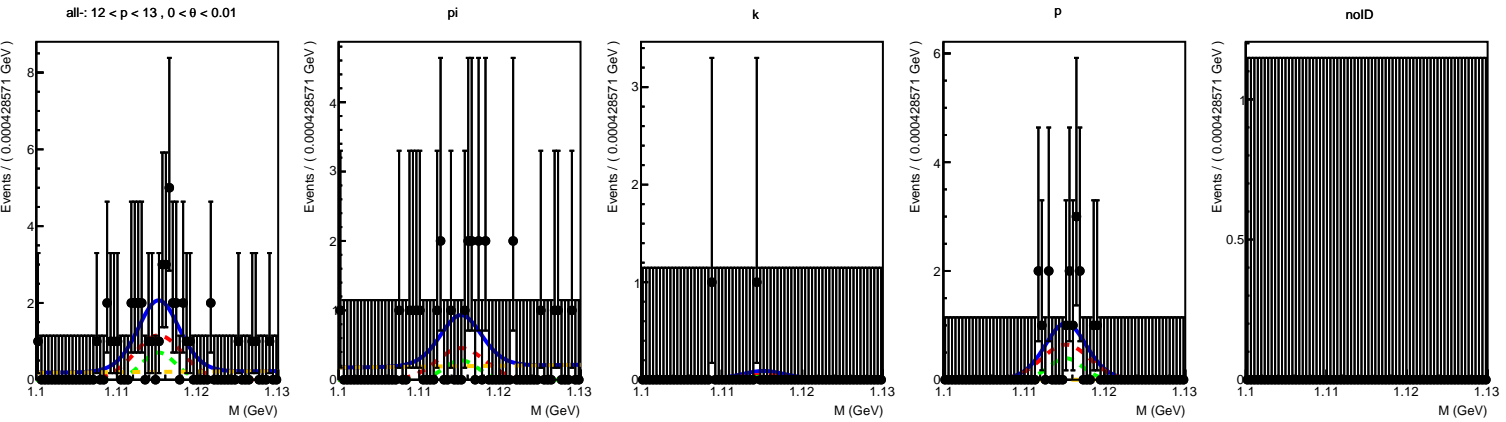 all-: 12 < p < 13 , 0 < θ < 0.01
Events / ( 0.000428571 GeV )
8
6
4
2
0
1.1 1.11 1.12 1.13
M (GeV)
pi
Events / ( 0.000428571 GeV )
4
3
2
1
0
1.1 1.11 1.12 1.13
M (GeV)
k
Events / ( 0.000428571 GeV )
3
2
1
0
1.1 1.11 1.12 1.13
M (GeV)
p
Events / ( 0.000428571 GeV )
6
4
2
0
1.1 1.11 1.12 1.13
M (GeV)
noID
Events / ( 0.000428571 GeV )
1
0.5
0
1.1 1.11 1.12 1.13
M (GeV)